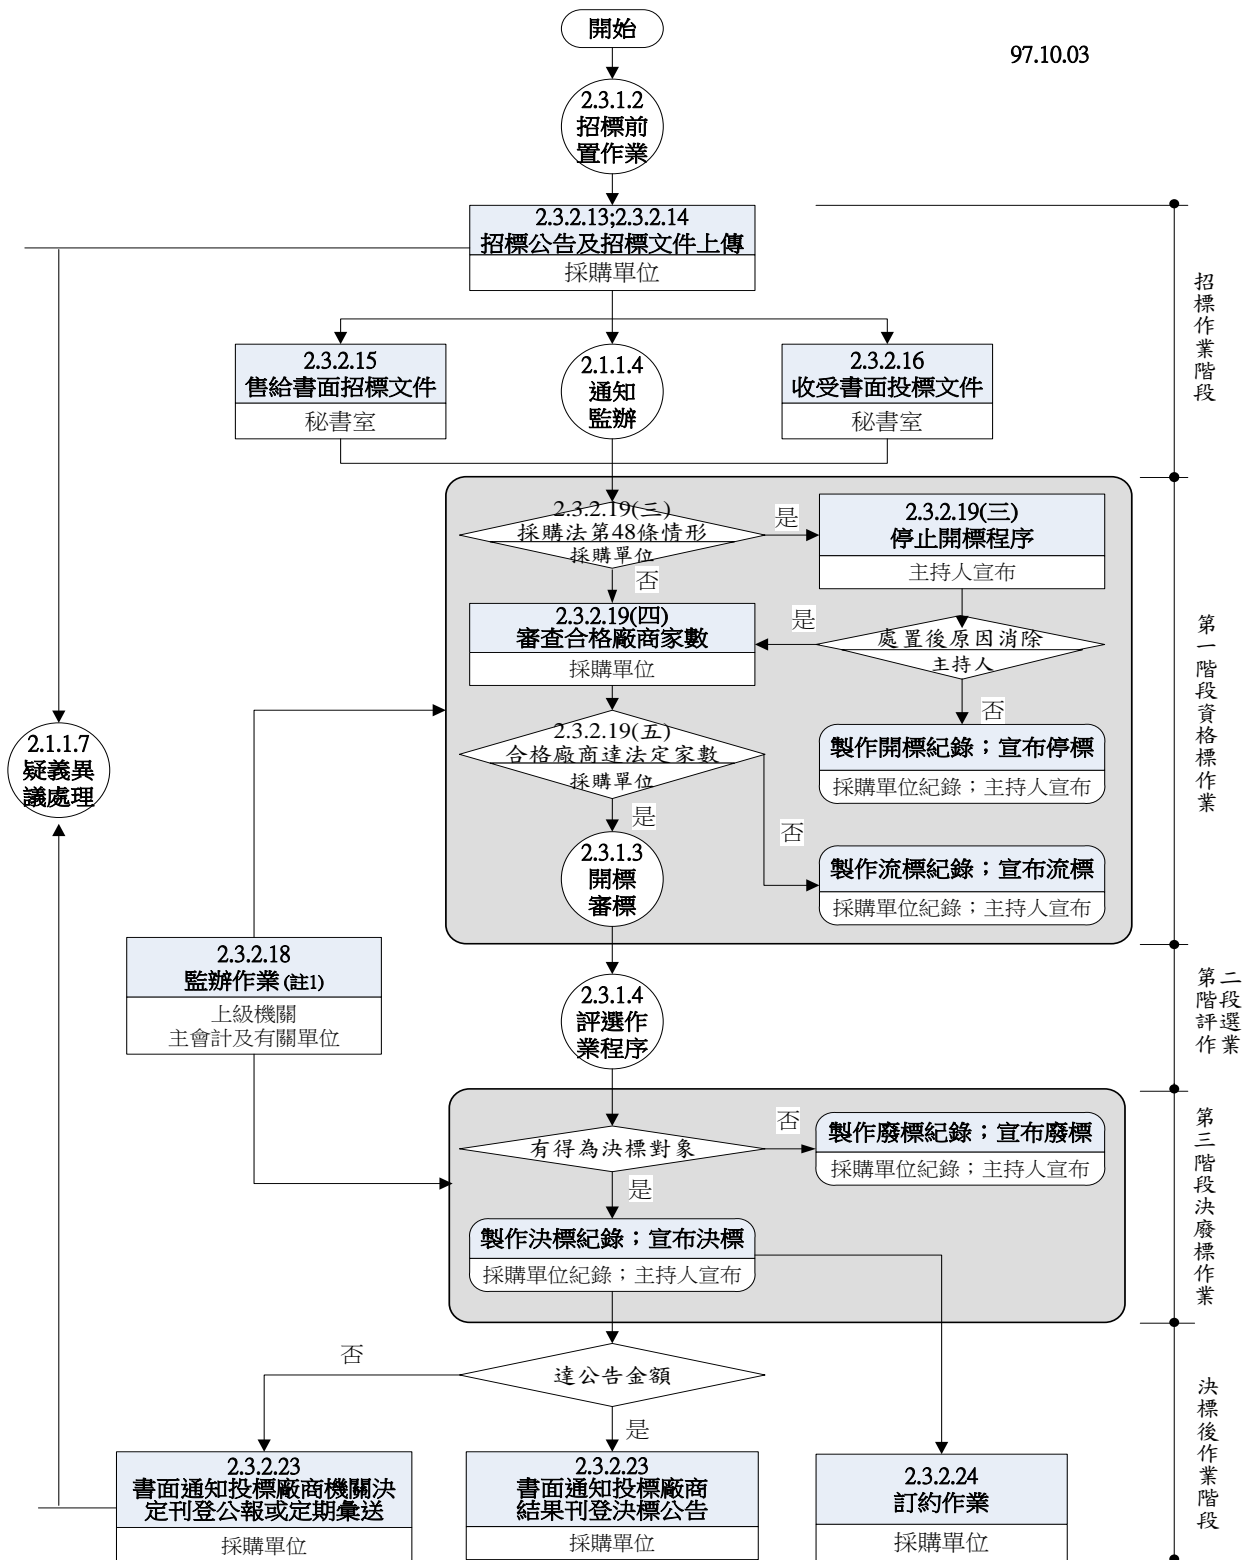 開始
97.10.03
2.3.1.2
招標前
置作業
2.3.2.13;2.3.2.14
招標公告及招標文件上傳
採購單位
招標作業階段
2.3.2.15
售給書面招標文件
秘書室
2.1.1.4
通知
監辦
2.3.2.16
收受書面投標文件
秘書室
2.3.2.19(三)
採購法第48條情形
採購單位
是
否
2.3.2.19(三)
停止開標程序
主持人宣布
2.3.2.19(四)
審查合格廠商家數
採購單位
是
處置後原因消除
主持人
否
第一階段資格標作業
2.3.2.19(五)
合格廠商達法定家數
採購單位
是
否
製作開標紀錄；宣布停標
採購單位紀錄；主持人宣布
2.1.1.7
疑義異
議處理
2.3.1.3
開標
審標
製作流標紀錄；宣布流標
採購單位紀錄；主持人宣布
2.3.2.18
監辦作業(註1)
上級機關
主會計及有關單位
2.3.1.4
評選作
業程序
第二階段評選作業
有得為決標對象
否
是
製作廢標紀錄；宣布廢標
採購單位紀錄；主持人宣布
第三階段決廢標作業
製作決標紀錄；宣布決標
採購單位紀錄；主持人宣布
達公告金額
否
是
決標後作業階段
2.3.2.23
書面通知投標廠商機關決
定刊登公報或定期彙送
採購單位
2.3.2.23
書面通知投標廠商
結果刊登決標公告
採購單位
2.3.2.24
訂約作業
採購單位